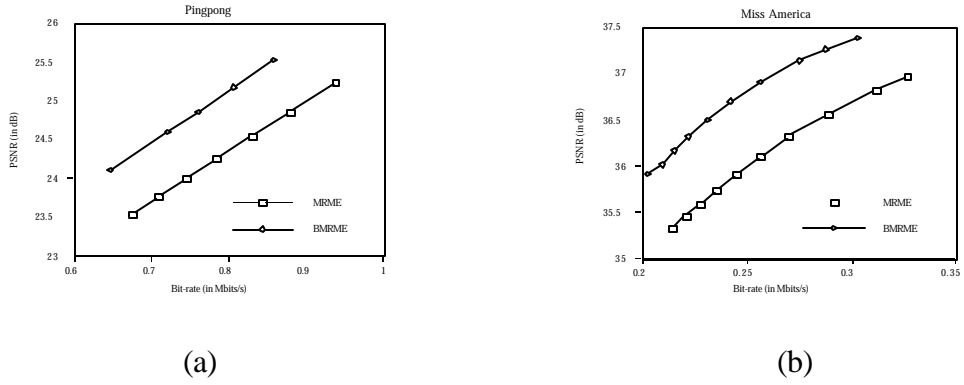 Pingpong
26
25.5
25
24.5
24
23.5
23
PSNR (in dB)
0.6 0.7 0.8 0.9 1
Bit-rate (in Mbits/s)
MRME
BMRME
(a)
Miss America
37.5
37
36.5
36
35.5
35
PSNR (in dB)
0.2 0.25 0.3 0.35
Bit-rate (in Mbits/s)
MRME
BMRME
(b)